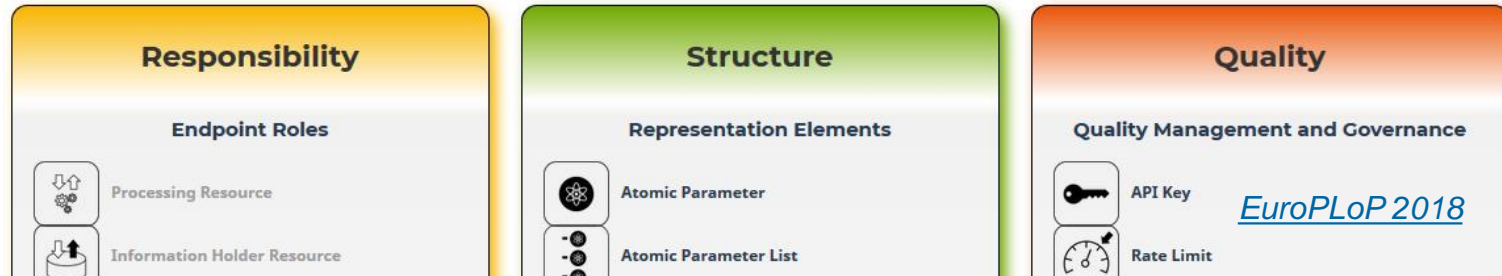 Responsibility
Endpoint Roles
Processing Resource
Information Holder Resource
Structure
Representation Elements
Atomic Parameter
Atomic Parameter List
Quality
Quality Management and Governance
API Key
EuroPLoP 2018
Rate Limit